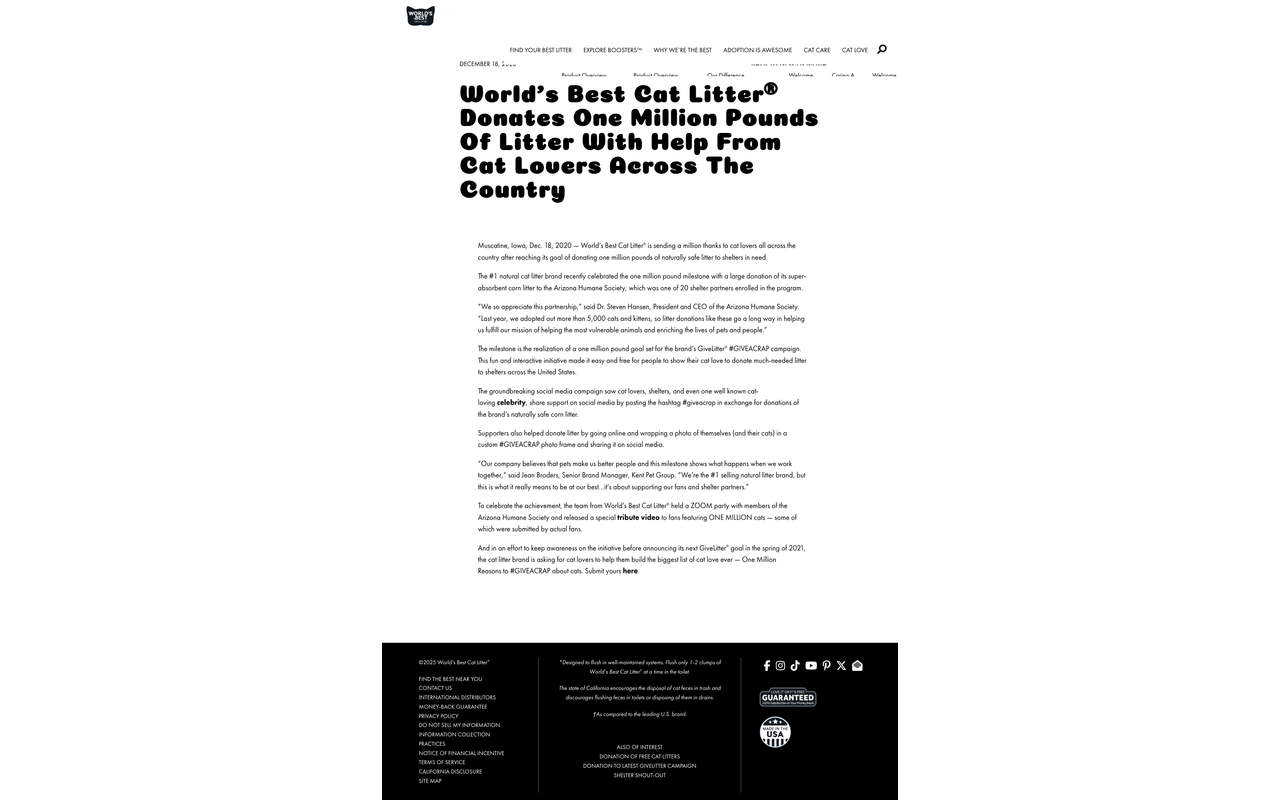 WORLD'S
BEST
FIND YOUR BEST LITTER EXPLORE BOOSTERS™ WHY WE'RE THE BEST ADOPTION IS AWESOME CAT CARE CAT LOVE
DECEMBER 18, 2020
Product Overview Product Overview Our Difference Welcome Caring & Welcome
World's Best Cat Litter®
Donates One Million Pounds
Of Litter With Help From
Cat Lovers Across The
Country
Muscatine, Iowa, Dec. 18, 2020 — World's Best Cat Litter® is sending a million thanks to cat lovers all across the
country after reaching its goal of donating one million pounds of naturally safe litter to shelters in need.
The #1 natural cat litter brand recently celebrated the one million pound milestone with a large donation of its super-
absorbent corn litter to the Arizona Humane Society, which was one of 20 shelter partners enrolled in the program.
"We so appreciate this partnership," said Dr. Steven Hansen, President and CEO of the Arizona Humane Society.
"Last year, we adopted out more than 5,000 cats and kittens, so litter donations like these go a long way in helping
us fulfill our mission of helping the most vulnerable animals and enriching the lives of pets and people."
The milestone is the realization of a one million pound goal set for the brand's GiveLitter® #GIVEACRAP campaign.
This fun and interactive initiative made it easy and free for people to show their cat love to donate much-needed litter
to shelters across the United States.
The groundbreaking social media campaign saw cat lovers, shelters, and even one well known cat-
loving celebrity, share support on social media by posting the hashtag #giveacrap in exchange for donations of
the brand's naturally safe corn litter.
Supporters also helped donate litter by going online and wrapping a photo of themselves (and their cats) in a
custom #GIVEACRAP photo frame and sharing it on social media.
"Our company believes that pets make us better people and this milestone shows what happens when we work
together," said Jean Broders, Senior Brand Manager, Kent Pet Group. "We're the #1 selling natural litter brand, but
this is what it really means to be at our best...it's about supporting our fans and shelter partners."
To celebrate the achievement, the team from World's Best Cat Litter® held a ZOOM party with members of the
Arizona Humane Society and released a special tribute video to fans featuring ONE MILLION cats — some of
which were submitted by actual fans.
And in an effort to keep awareness on the initiative before announcing its next GiveLitter® goal in the spring of 2021,
the cat litter brand is asking for cat lovers to help them build the biggest list of cat love ever — One Million
Reasons to #GIVEACRAP about cats. Submit yours here.
©2025 World's Best Cat Litter®
FIND THE BEST NEAR YOU
CONTACT US
INTERNATIONAL DISTRIBUTORS
MONEY-BACK GUARANTEE
PRIVACY POLICY
DO NOT SELL MY INFORMATION
INFORMATION COLLECTION
PRACTICES
NOTICE OF FINANCIAL INCENTIVE
TERMS OF SERVICE
CALIFORNIA DISCLOSURE
SITE MAP
*Designed to flush in well-maintained systems. Flush only 1-2 clumps of
World's Best Cat Litter® at a time in the toilet.
The state of California encourages the disposal of cat feces in trash and
discourages flushing feces in toilets or disposing of them in drains.
†As compared to the leading U.S. brand.
ALSO OF INTEREST
DONATION OF FREE CAT LITTERS
DONATION TO LATEST GIVELITTER CAMPAIGN
SHELTER SHOUT-OUT
LOVE IT OR IT'S FREE
GUARANTEED
100% Satisfaction or Your Money Back!
MADE IN THE
USA